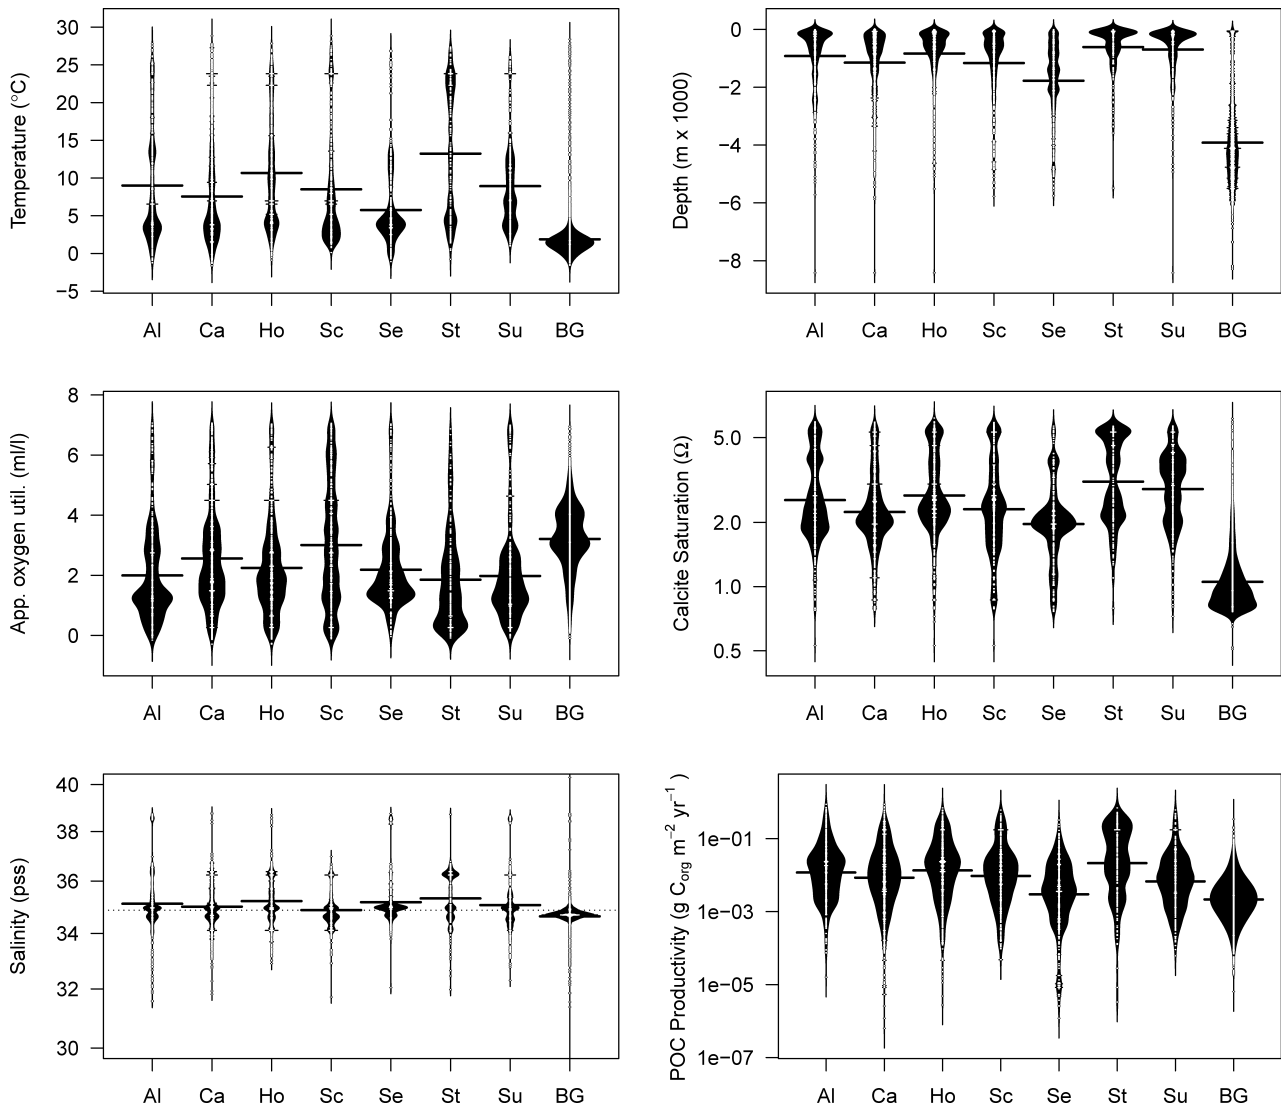 Temperature (°C)
30
25
20
15
10
5
0
−5
Al Ca Ho Sc Se St Su BG
Depth (m x 1000)
0
−2
−4
−6
−8
Al Ca Ho Sc Se St Su BG
App. oxygen util. (ml/l)
8
6
4
2
0
Al Ca Ho Sc Se St Su BG
Calcite Saturation (Ω)
5.0
2.0
1.0
0.5
Al Ca Ho Sc Se St Su BG
Salinity (pss)
40
38
36
34
32
30
Al Ca Ho Sc Se St Su BG
POC Productivity (g Corg m−2 yr−1 )
1e−01
1e−03
1e−05
1e−07
Al Ca Ho Sc Se St Su BG